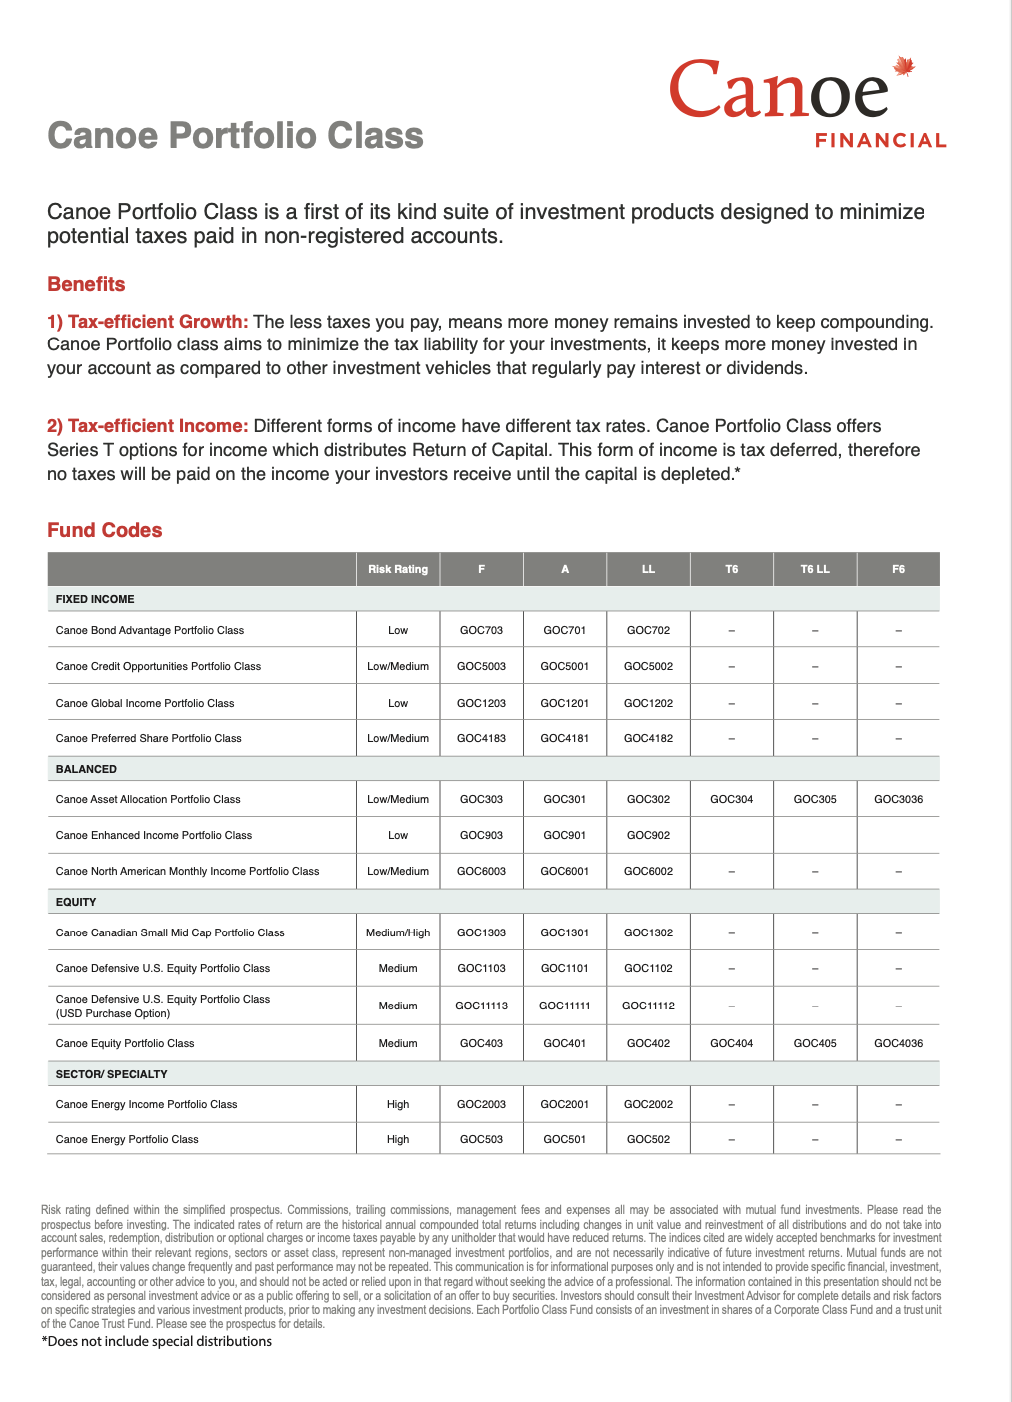 Canoe
FINANCIAL
Canoe Portfolio Class
Canoe Portfolio Class is a first of its kind suite of investment products designed to minimize
potential taxes paid in non-registered accounts.
Benefits
1) Tax-efficient Growth: The less taxes you pay, means more money remains invested to keep compounding.
Canoe Portfolio class aims to minimize the tax liability for your investments, it keeps more money invested in
your account as compared to other investment vehicles that regularly pay interest or dividends.
2) Tax-efficient Income: Different forms of income have different tax rates. Canoe Portfolio Class offers
Series T options for income which distributes Return of Capital. This form of income is tax deferred, therefore
no taxes will be paid on the income your investors receive until the capital is depleted.*
Fund Codes
Risk Rating F A LL T6 T6 LL F6
FIXED INCOME
Canoe Bond Advantage Portfolio Class Low GOC703 GOC701 GOC702 – – –
Canoe Credit Opportunities Portfolio Class Low/Medium GOC5003 GOC5001 GOC5002 – – –
Canoe Global Income Portfolio Class Low GOC1203 GOC1201 GOC1202 – – –
Canoe Preferred Share Portfolio Class Low/Medium GOC4183 GOC4181 GOC4182 – – –
BALANCED
Canoe Asset Allocation Portfolio Class Low/Medium GOC303 GOC301 GOC302 GOC304 GOC305 GOC3036
Canoe Enhanced Income Portfolio Class Low GOC903 GOC901 GOC902
Canoe North American Monthly Income Portfolio Class Low/Medium GOC6003 GOC6001 GOC6002 – – –
EQUITY
Canoe Canadian Small Mid Cap Portfolio Class Medium/High GOC1303 GOC1301 GOC1302 – – –
Canoe Defensive U.S. Equity Portfolio Class Medium GOC1103 GOC1101 GOC1102 – – –
Canoe Defensive U.S. Equity Portfolio Class
(USD Purchase Option) Medium GOC11113 GOC11111 GOC11112 – – –
Canoe Equity Portfolio Class Medium GOC403 GOC401 GOC402 GOC404 GOC405 GOC4036
SECTOR/ SPECIALTY
Canoe Energy Income Portfolio Class High GOC2003 GOC2001 GOC2002 – – –
Canoe Energy Portfolio Class High GOC503 GOC501 GOC502 – – –
Risk rating defined within the simplified prospectus. Commissions, trailing commissions, management fees and expenses all may be associated with mutual fund investments. Please read the
prospectus before investing. The indicated rates of return are the historical annual compounded total returns including changes in unit value and reinvestment of all distributions and do not take into
account sales, redemption, distribution or optional charges or income taxes payable by any unitholder that would have reduced returns. The indices cited are widely accepted benchmarks for investment
performance within their relevant regions, sectors or asset class, represent non-managed investment portfolios, and are not necessarily indicative of future investment returns. Mutual funds are not
guaranteed, their values change frequently and past performance may not be repeated. This communication is for informational purposes only and is not intended to provide specific financial, investment,
tax, legal, accounting or other advice to you, and should not be acted or relied upon in that regard without seeking the advice of a professional. The information contained in this presentation should not be
considered as personal investment advice or as a public offering to sell, or a solicitation of an offer to buy securities. Investors should consult their Investment Advisor for complete details and risk factors
on specific strategies and various investment products, prior to making any investment decisions. Each Portfolio Class Fund consists of an investment in shares of a Corporate Class Fund and a trust unit
of the Canoe Trust Fund. Please see the prospectus for details.
*Does not include special distributions